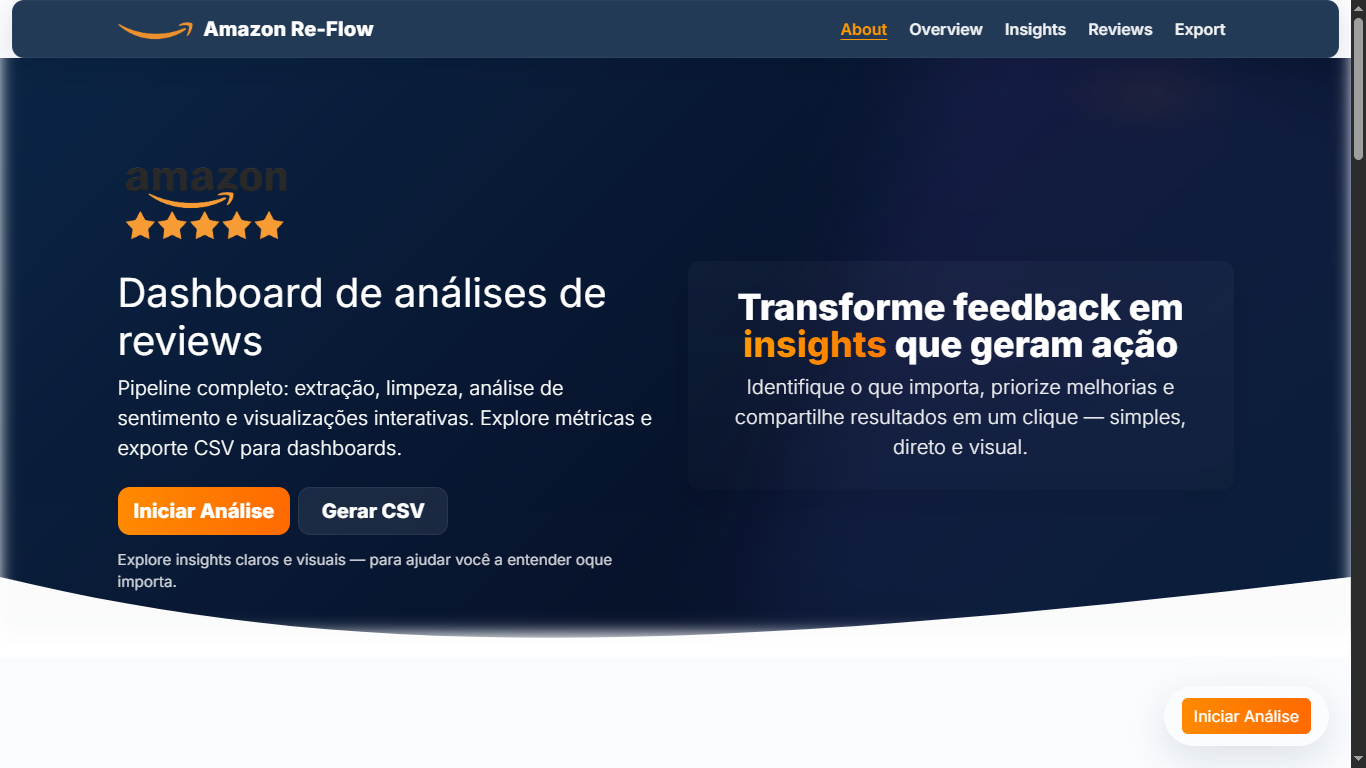 Amazon Re-Flow
About
Overview
Insights
Reviews
Export
amazon
Dashboard de análises de
reviews
Pipeline completo: extração, limpeza, análise de
sentimento e visualizações interativas. Explore métricas e
exporte CSV para dashboards.
Iniciar Análise
Gerar CSV
Explore insights claros e visuais — para ajudar você a entender oque
importa.
Transforme feedback em
insights que geram ação
Identifique o que importa, priorize melhorias e
compartilhe resultados em um clique — simples,
direto e visual.
Iniciar Análise